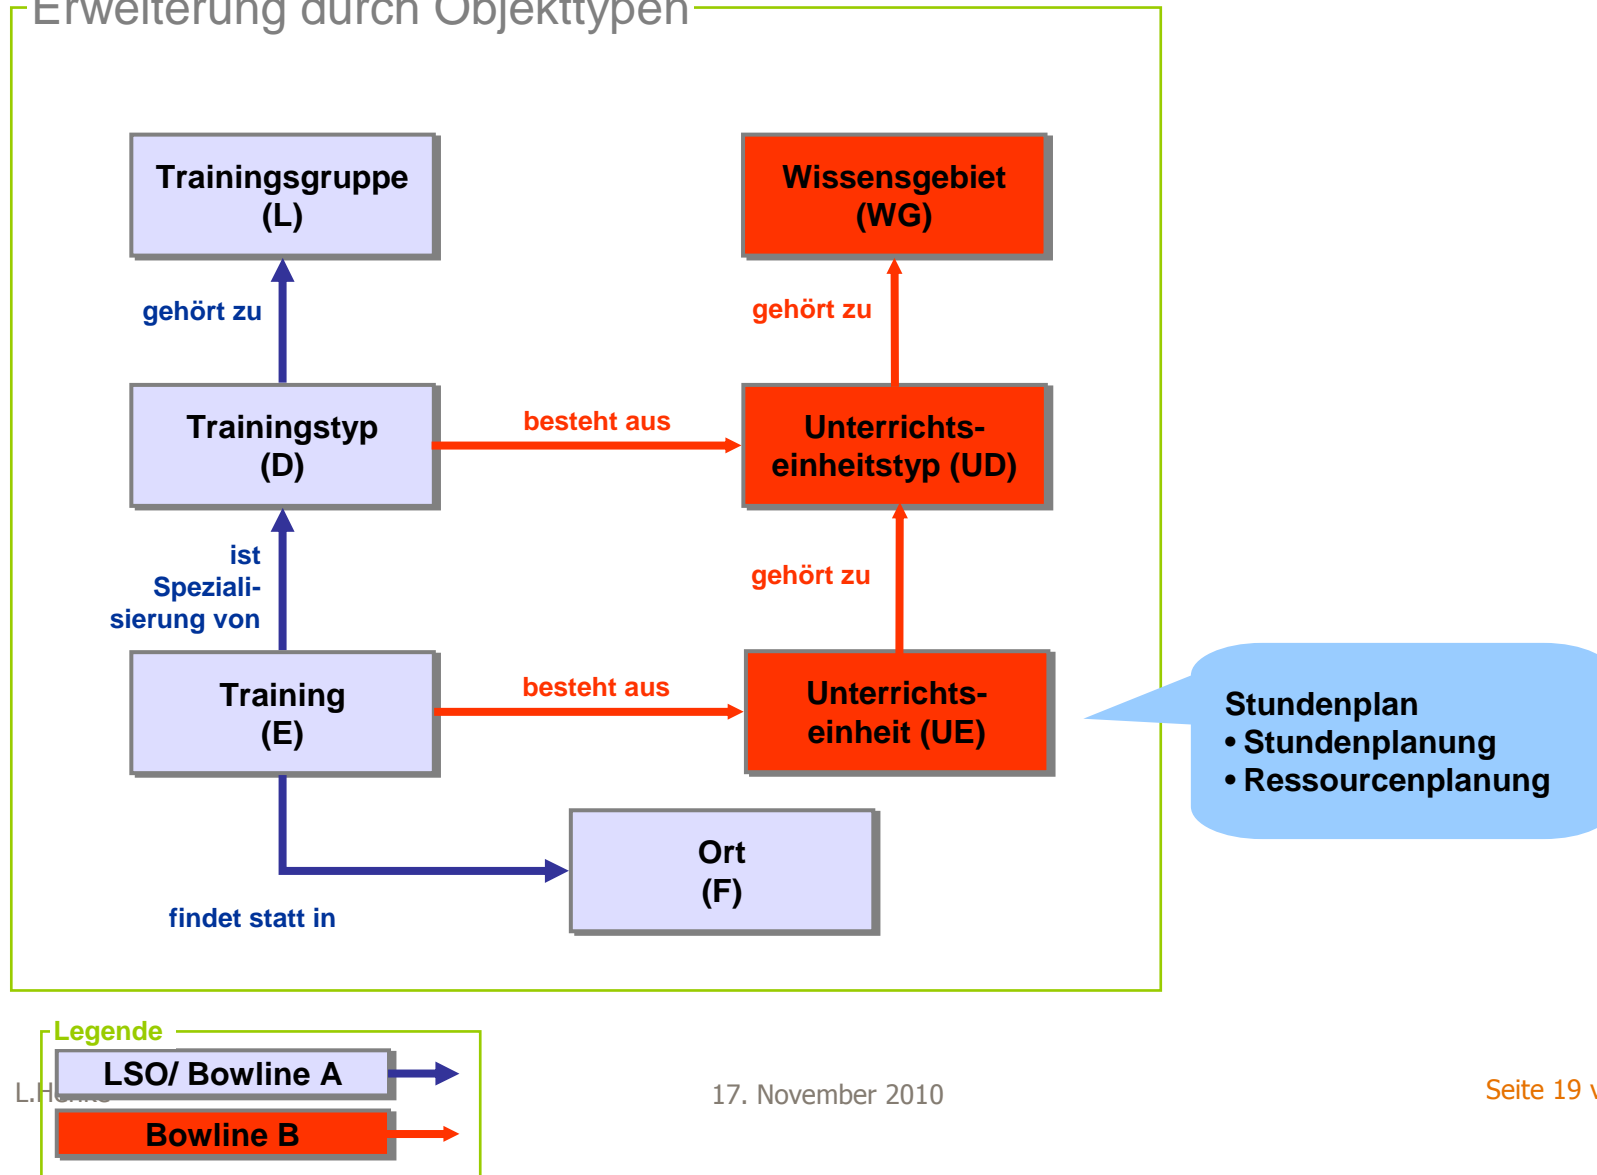 Erweiterung durch Objekttypen
Trainingsgruppe
(L)
Wissensgebiet
(WG)
gehört zu
gehört zu
Trainingstyp
(D)
besteht aus
Unterrichts-
einheitstyp (UD)
ist
Speziali-
sierung von
gehört zu
Training
(E)
besteht aus
Unterrichts-
einheit (UE)
Stundenplan
• Stundenplanung
• Ressourcenplanung
Ort
(F)
findet statt in
Legende
LSO/ Bowline A
17. November 2010
Seite 19
Bowline B